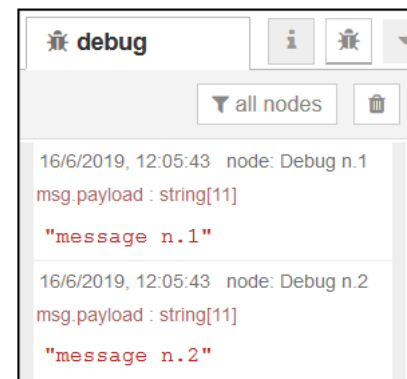 debug
i
all nodes
16/6/2019, 12:05:43 node: Debug n.1
msg.payload : string[11]
"message n.1"
16/6/2019, 12:05:43 node: Debug n.2
msg.payload : string[11]
"message n.2"